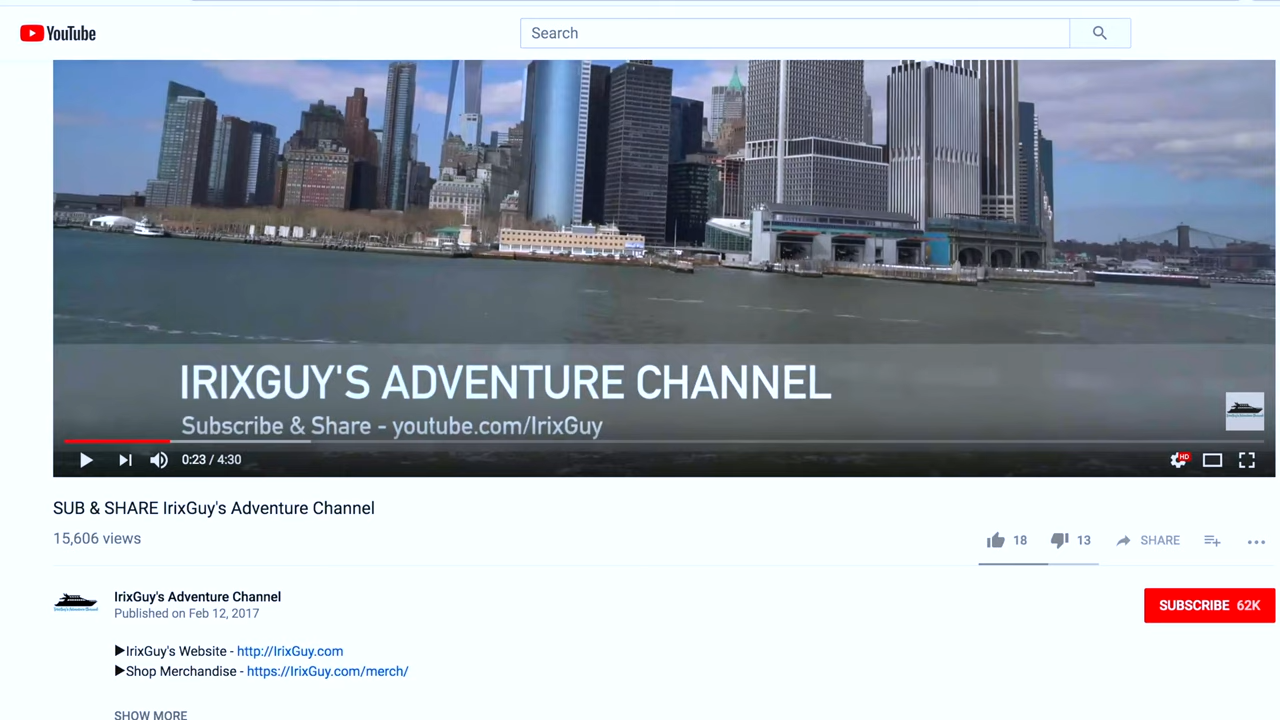 YouTube
Search
IRIXGUY'S ADVENTURE CHANNEL
Subscribe & Share - youtube.com/IrixGuy
0:23 / 4:30
HD
SUB & SHARE IrixGuy's Adventure Channel
15,606 views
18
13
SHARE
IrixGuy's Adventure Channel
Published on Feb 12, 2017
SUBSCRIBE 62K
▶IrixGuy's Website - http://IrixGuy.com
▶Shop Merchandise - https://IrixGuy.com/merch/
SHOW MORE